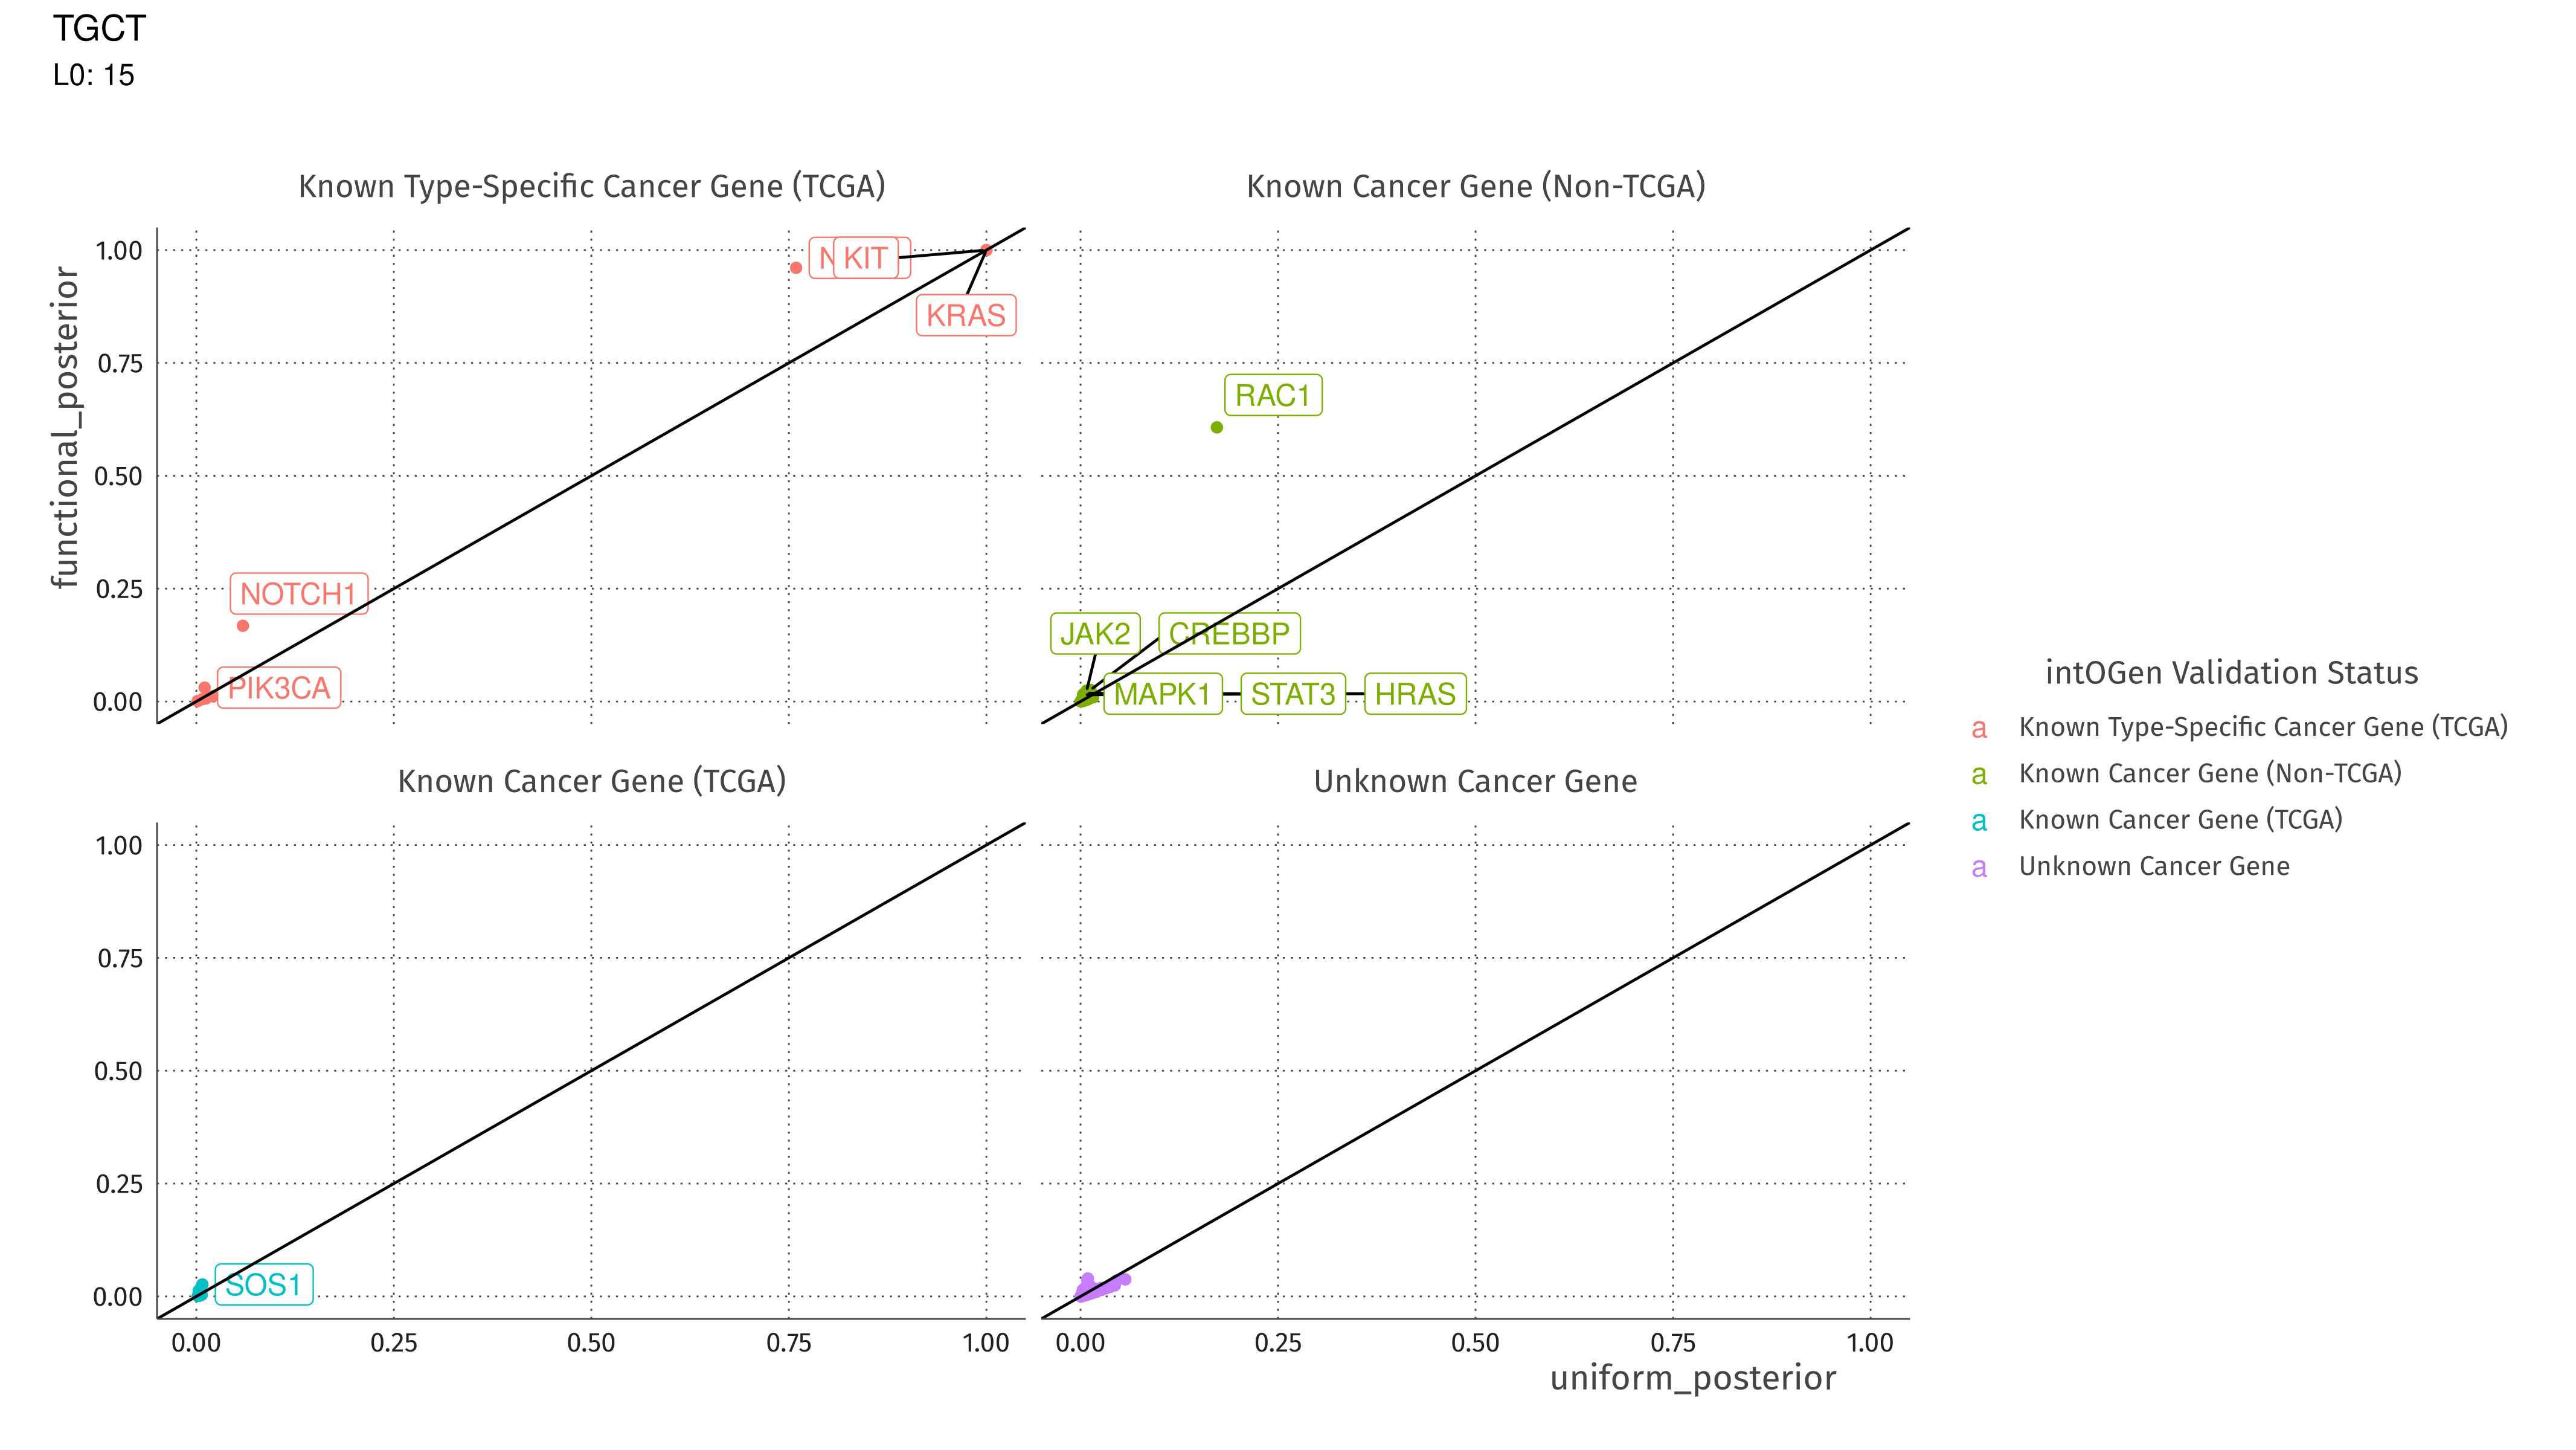 TGCT
L0: 15
Known Type-Specific Cancer Gene (TCGA)
Known Cancer Gene (Non-TCGA)
functional_posterior
1.00
0.75
0.50
0.25
0.00
KIT
KRAS
NOTCH1
PIK3CA
RAC1
JAK2
CREBBP
MAPK1
STAT3
HRAS
Known Cancer Gene (TCGA)
Unknown Cancer Gene
1.00
0.75
0.50
0.25
0.00
SOS1
0.00
0.25
0.50
0.75
1.00
0.00
0.25
0.50
0.75
1.00
uniform_posterior
intOGen Validation Status
a Known Type-Specific Cancer Gene (TCGA)
a Known Cancer Gene (Non-TCGA)
a Known Cancer Gene (TCGA)
a Unknown Cancer Gene